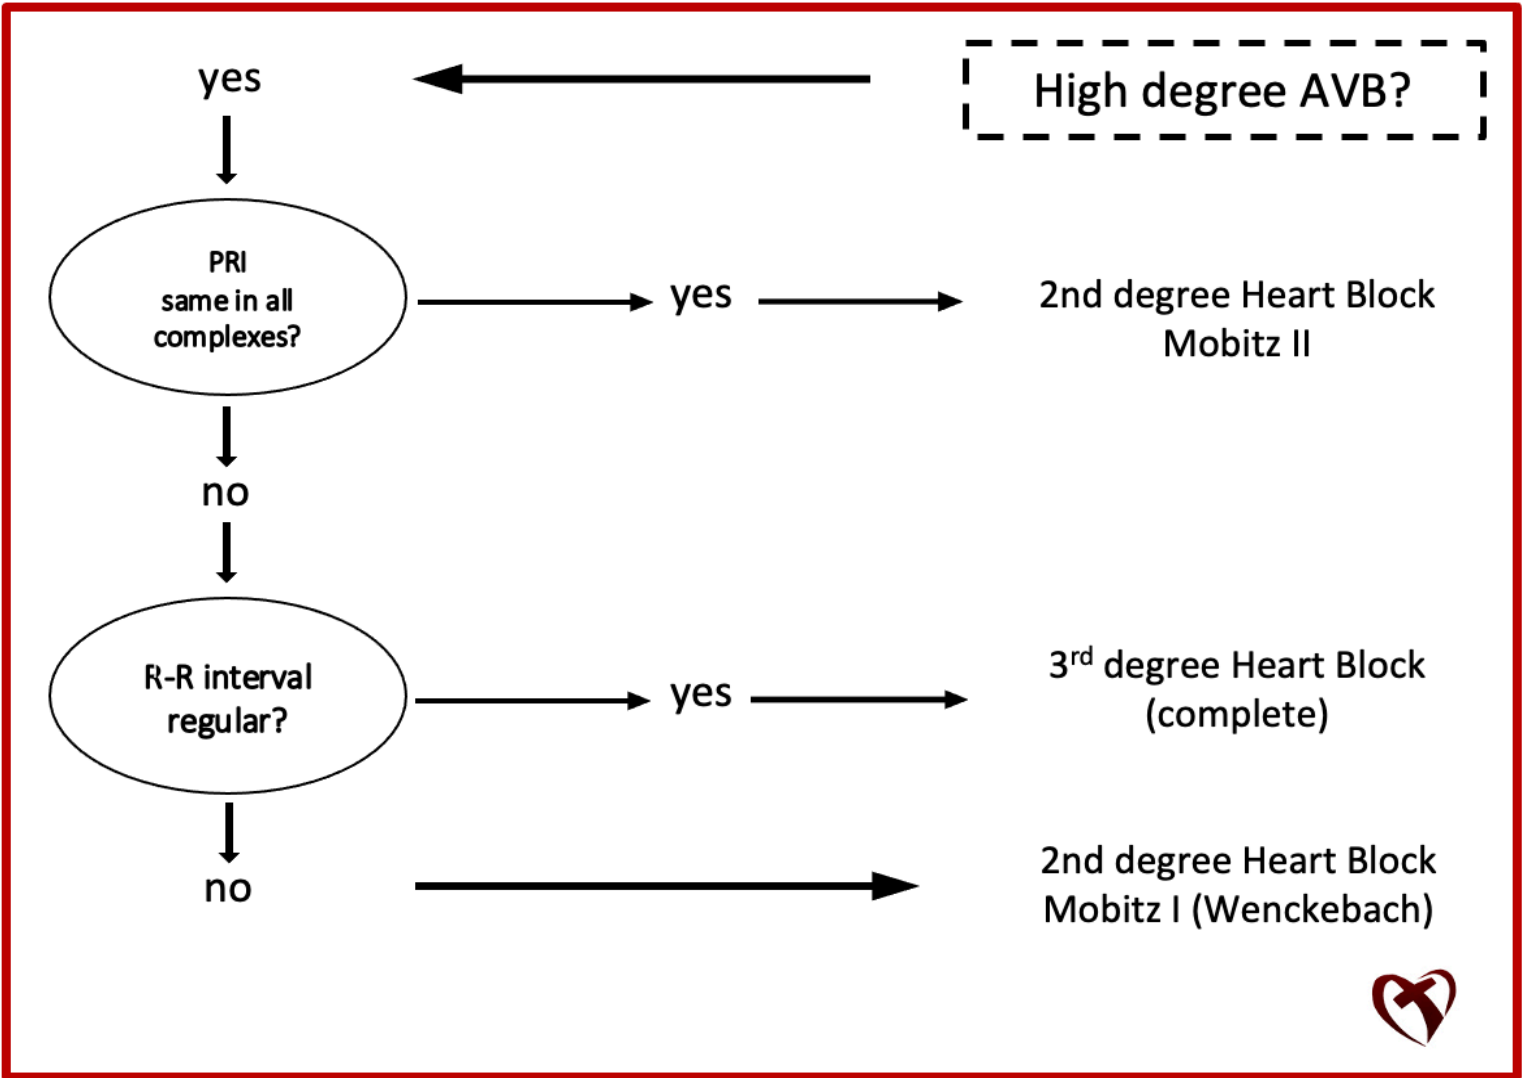 High degree AVB?
yes
PRI
same in all
complexes?
yes
2nd degree Heart Block
Mobitz II
no
R-R interval
regular?
yes
3rd degree Heart Block
(complete)
no
2nd degree Heart Block
Mobitz I (Wenckebach)